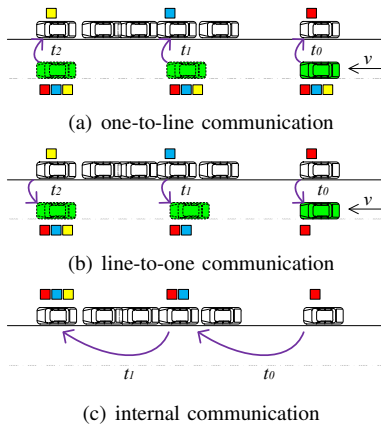 t2 t1 t0 v
(a) one-to-line communication
t2 t1 t0 v
(b) line-to-one communication
t1 t0
(c) internal communication